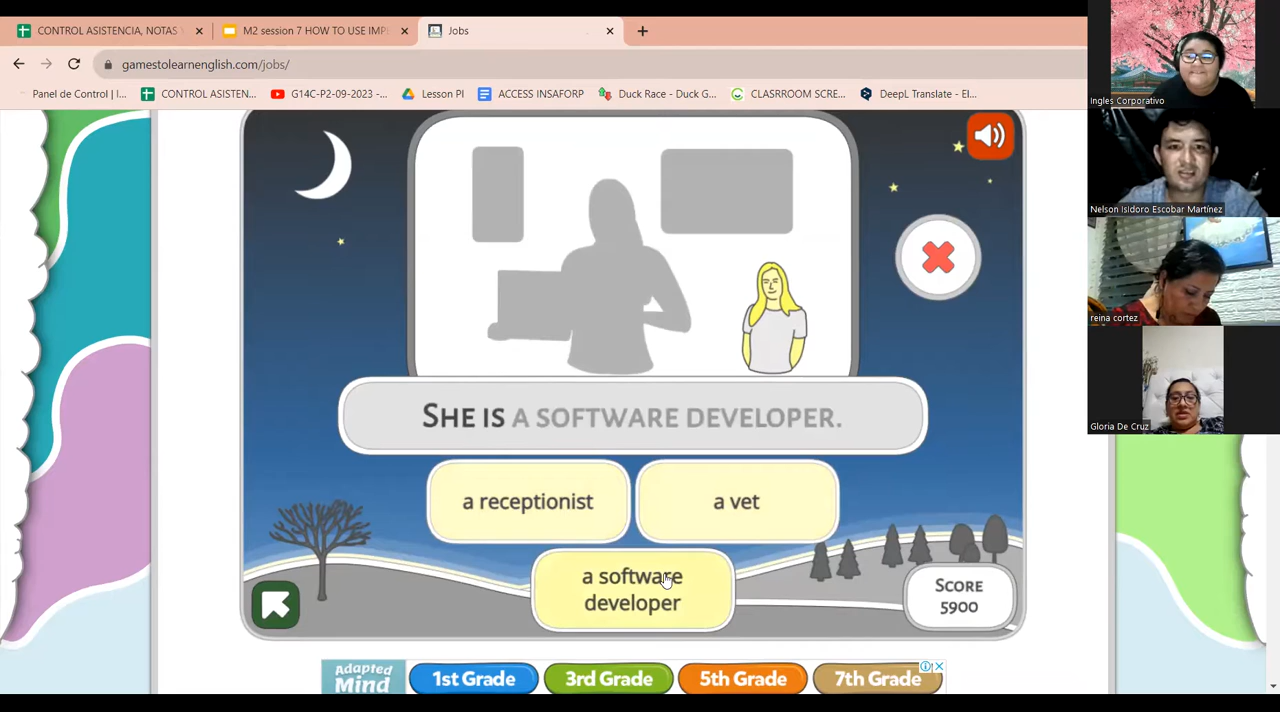 CONTROL ASISTENCIA, NOTAS Y
M2 session 7 HOW TO USE IMP
Jobs
gamestolearnenglish.com/jobs/
Panel de Control | I...
CONTROL ASISTEN...
G14C-P2-09-2023 -...
Lesson Pl
ACCESS INSAFORP
Duck Race - Duck G...
CLASRROOM SCRE...
DeepL Translate - El...
Ingles Corporativo
Nelson Isidoro Escobar Martínez
reina cortez
Gloria De Cruz
SHE IS A SOFTWARE DEVELOPER.
a receptionist
a vet
a software
developer
SCORE
5900
Adapted
Mind
1st Grade
3rd Grade
5th Grade
7th Grade